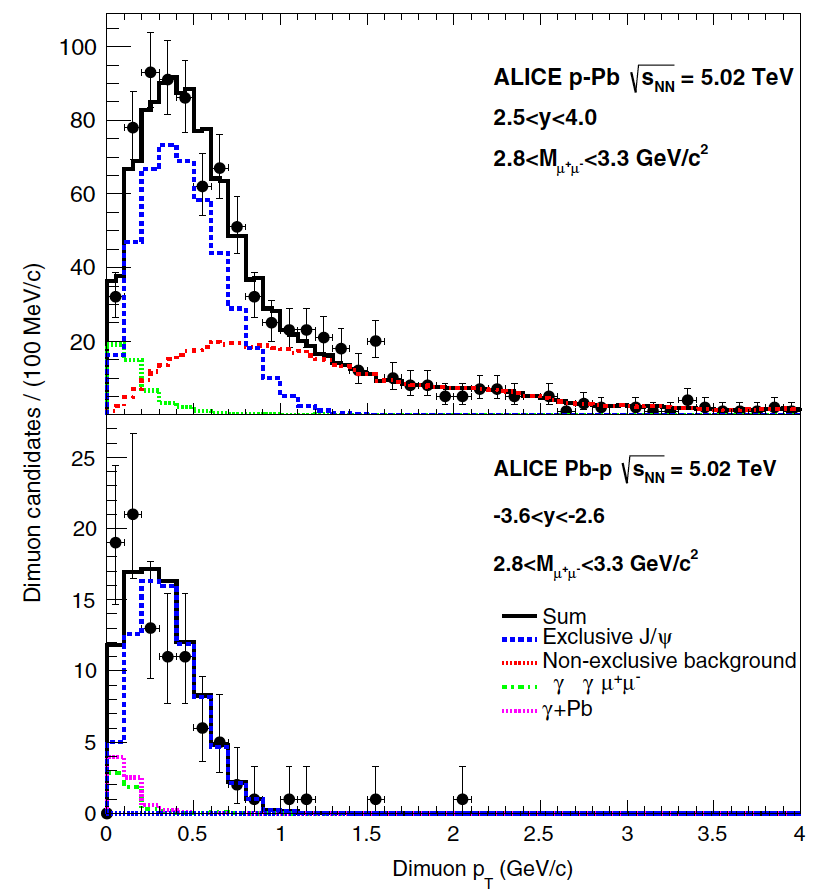 100
80
60
40
20
ALICE p-Pb √sNN = 5.02 TeV
2.5<y<4.0
2.8<Mμ+μ-<3.3 GeV/c2
Dimuon candidates / (100 MeV/c)
25
20
15
10
5
0
ALICE Pb-p √sNN = 5.02 TeV
-3.6<y<-2.6
2.8<Mμ+μ-<3.3 GeV/c2
Sum
Exclusive J/ψ
Non-exclusive background
γ γ μ+μ-
γ+Pb
0 0.5 1 1.5 2 2.5 3 3.5 4
Dimuon pT (GeV/c)